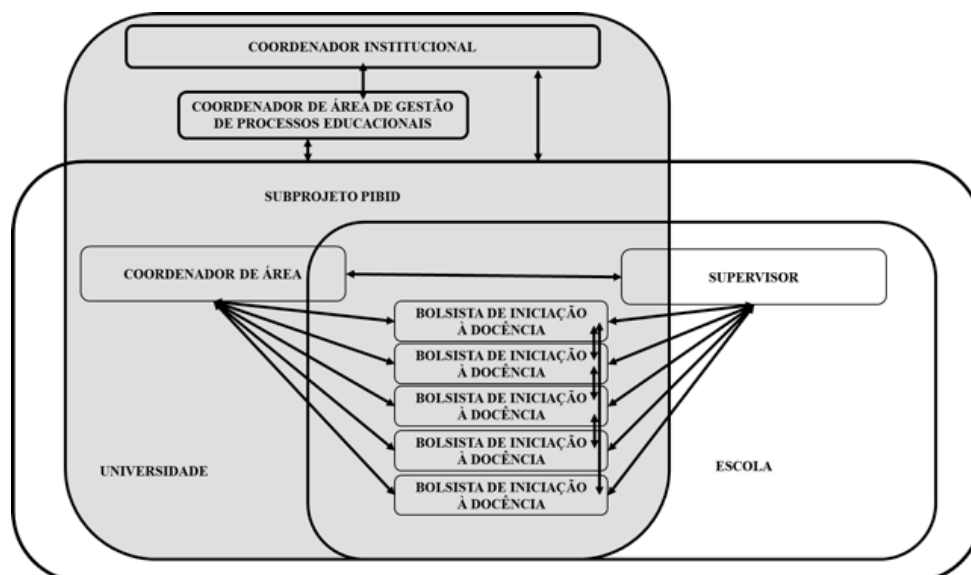 COORDENADOR INSTITUCIONAL
COORDENADOR DE ÁREA DE GESTÃO
DE PROCESSOS EDUCACIONAIS
SUBPROJETO PIBID
COORDENADOR DE ÁREA
SUPERVISOR
BOLSISTA DE INICIAÇÃO
À DOCÊNCIA
BOLSISTA DE INICIAÇÃO
À DOCÊNCIA
BOLSISTA DE INICIAÇÃO
À DOCÊNCIA
BOLSISTA DE INICIAÇÃO
À DOCÊNCIA
BOLSISTA DE INICIAÇÃO
À DOCÊNCIA
UNIVERSIDADE
ESCOLA